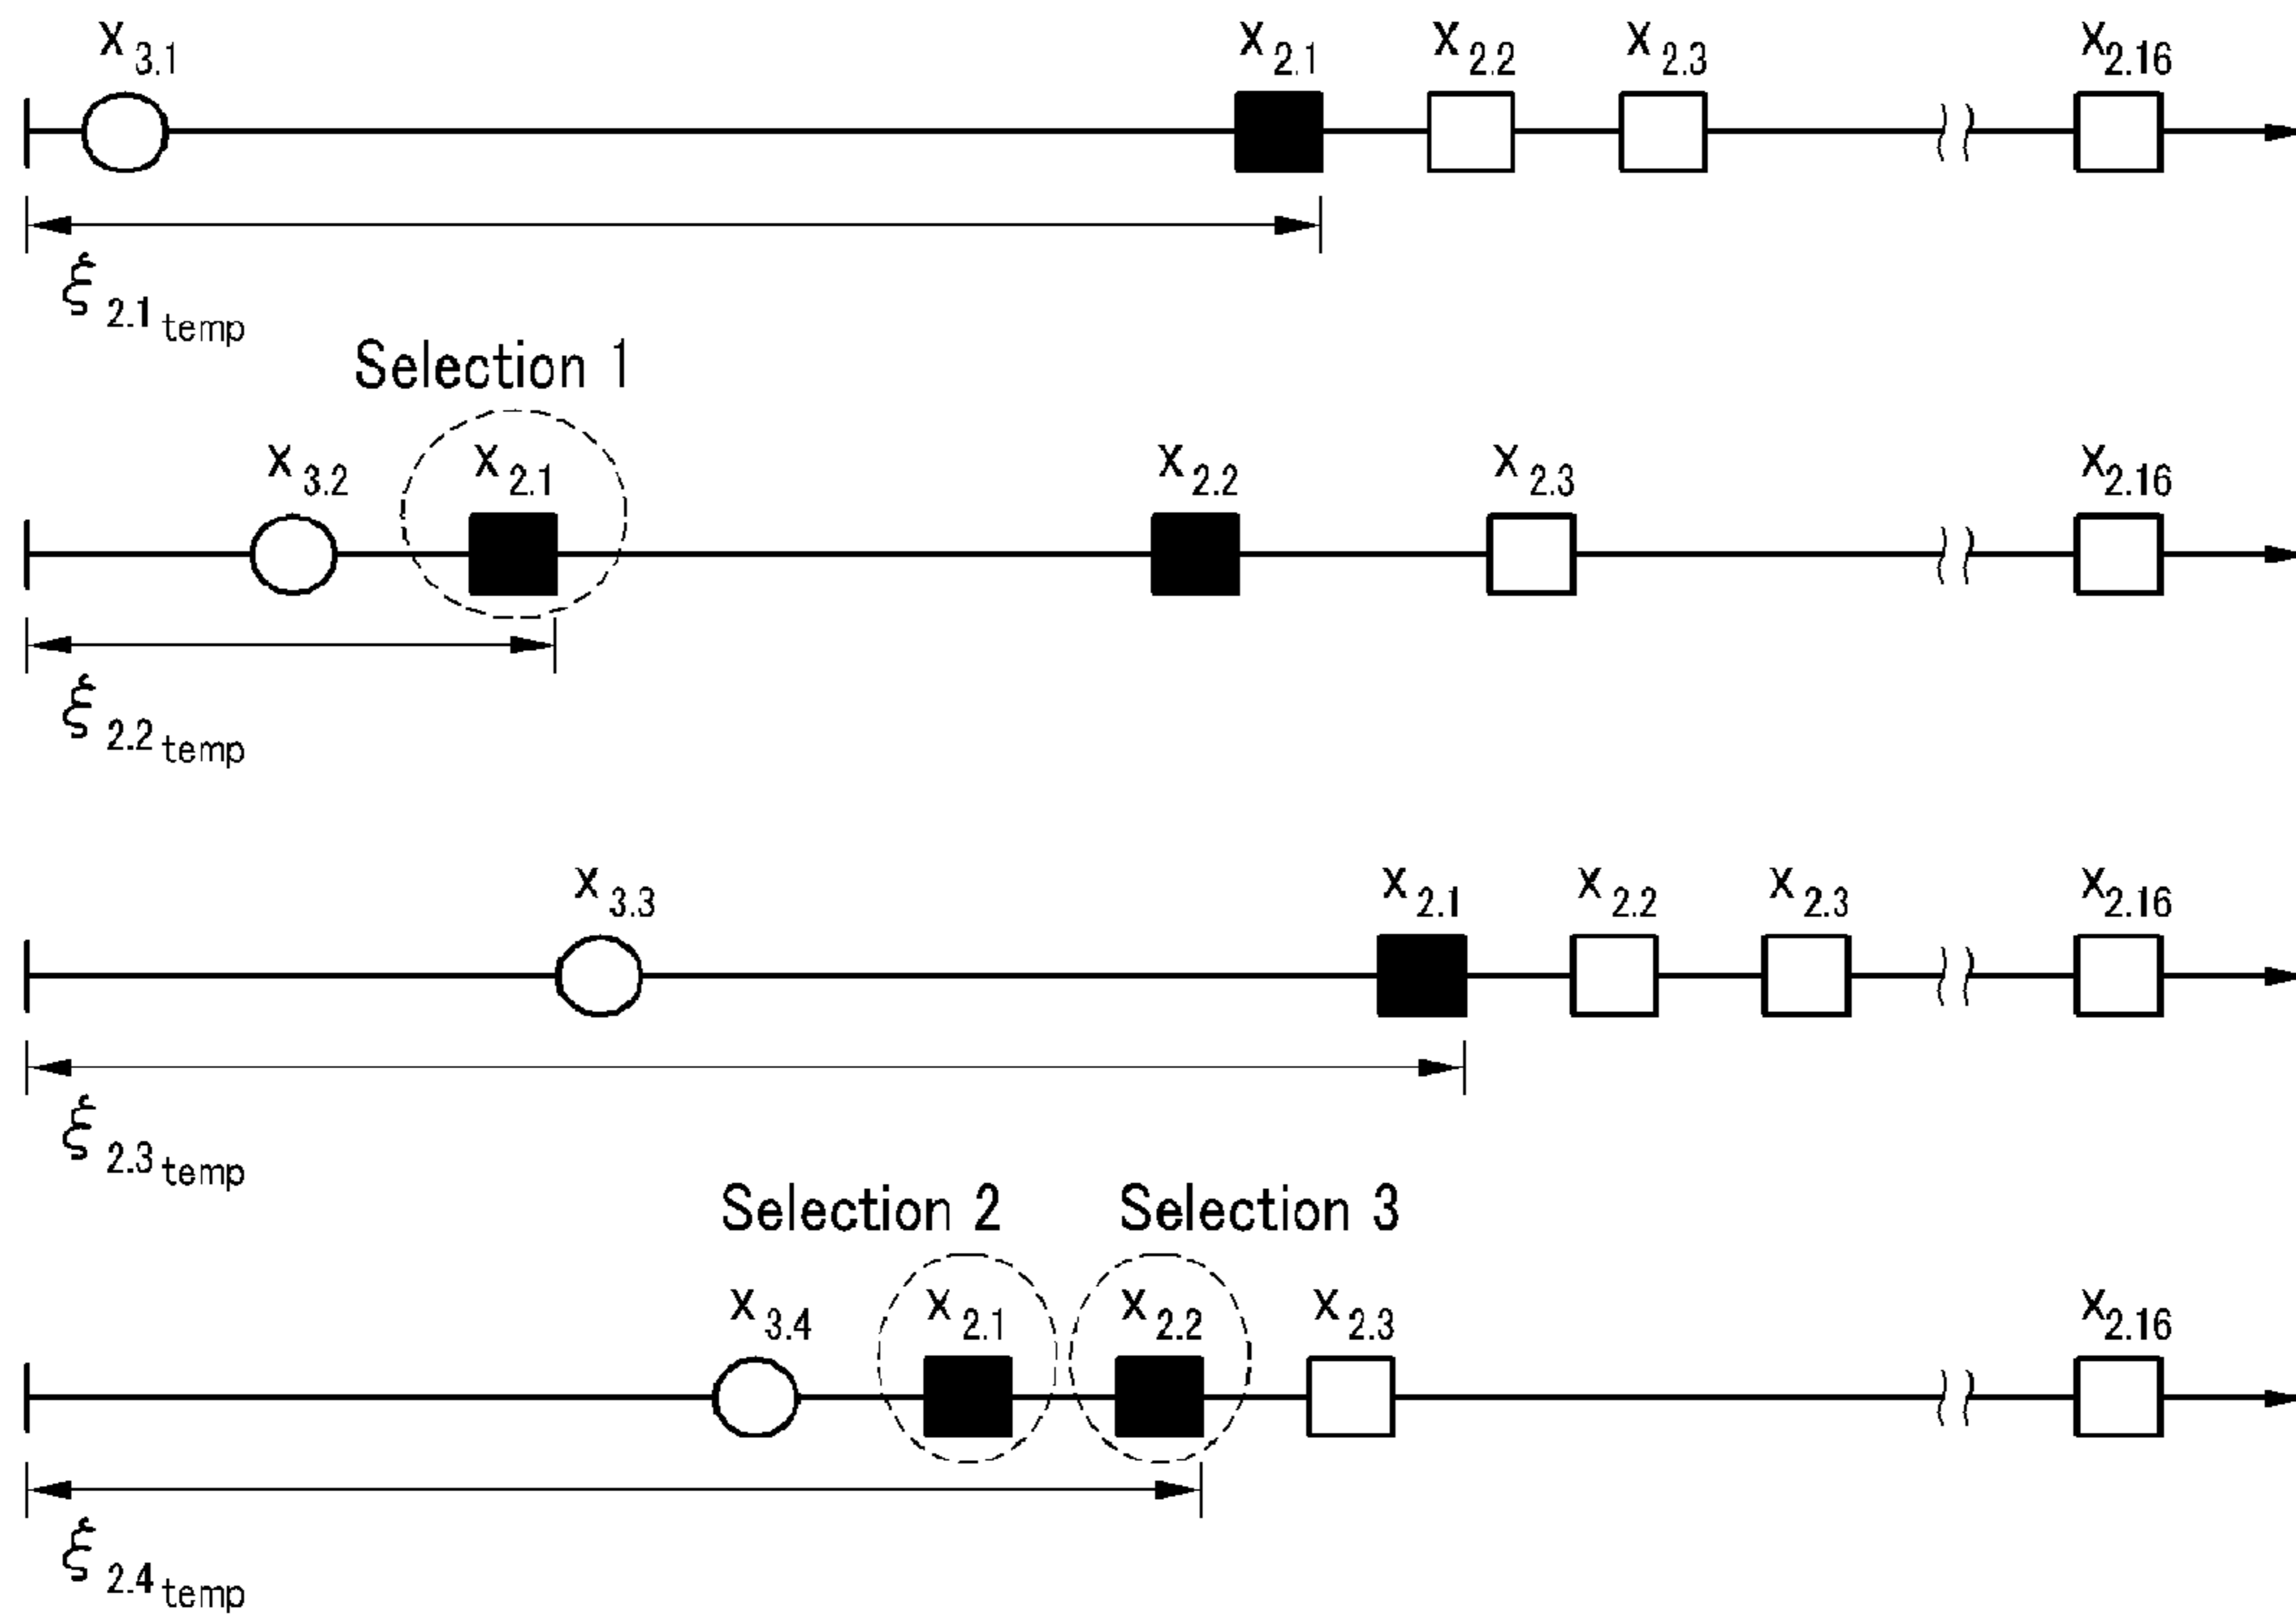 x3.1 x2.1 x2.2 x2.3 x2.16
ξ2.1temp
Selection 1
x3.2 x2.1 x2.2 x2.3 x2.16
ξ2.2temp
x3.3 x2.1 x2.2 x2.3 x2.16
ξ2.3temp
Selection 2 Selection 3
x3.4 x2.1 x2.2 x2.3 x2.16
ξ2.4temp